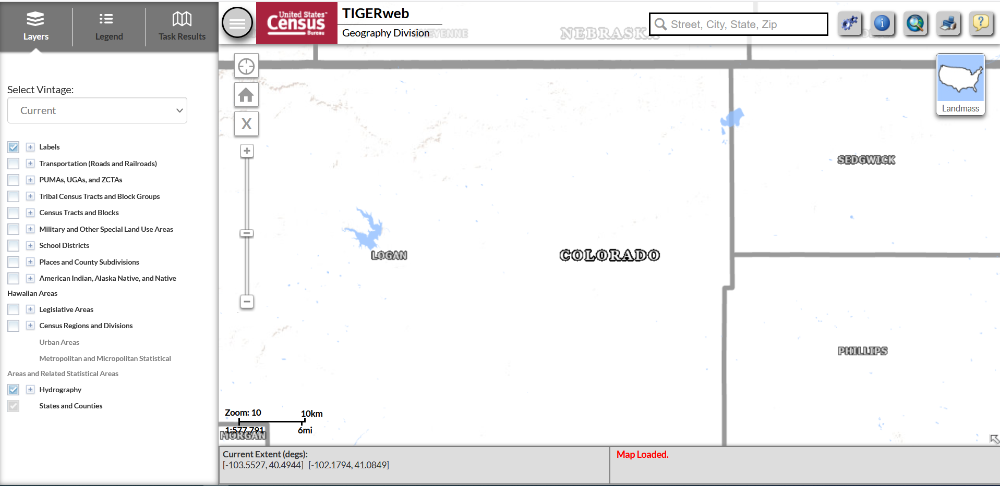 Layers
Legend
Task Results
United States™
Census
Bureau
TIGERweb
Geography Division
CHEYENNE
NEBRASKA
Street, City, State, Zip
Landmass
Select Vintage:
Current
Labels
Transportation (Roads and Railroads)
PUMAs, UGAs, and ZCTAs
Tribal Census Tracts and Block Groups
Census Tracts and Blocks
Military and Other Special Land Use Areas
School Districts
Places and County Subdivisions
American Indian, Alaska Native, and Native
Hawaiian Areas
Legislative Areas
Census Regions and Divisions
Urban Areas
Metropolitan and Micropolitan Statistical
Areas and Related Statistical Areas
Hydrography
States and Counties
X
SEDGWICK
LOGAN
COLORADO
PHILLIPS
Zoom: 10
10km
1:577,791
6mi
MORGAN
Current Extent (degs):
[-103.5527, 40.4944] [-102.1794, 41.0849]
Map Loaded.